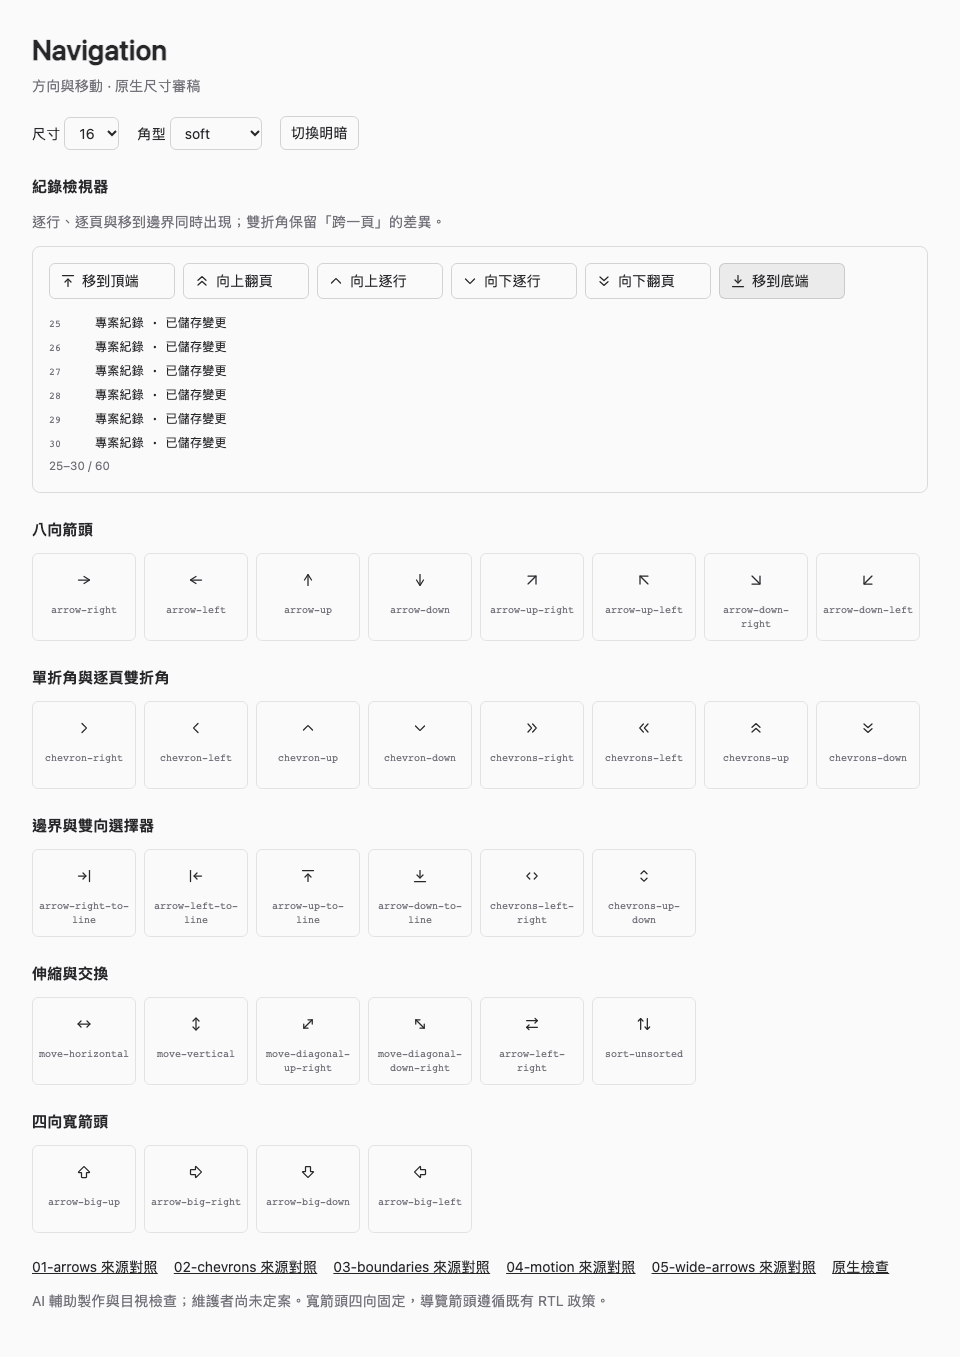 Navigation
方向與移動 · 原生尺寸審稿
尺寸 16 角型 soft 切換明暗
紀錄檢視器
逐行、逐頁與移到邊界同時出現；雙折角保留「跨一頁」的差異。
移到頂端 向上翻頁 向上逐行 向下逐行 向下翻頁 移到底端
25 專案紀錄 · 已儲存變更
26 專案紀錄 · 已儲存變更
27 專案紀錄 · 已儲存變更
28 專案紀錄 · 已儲存變更
29 專案紀錄 · 已儲存變更
30 專案紀錄 · 已儲存變更
25–30 / 60
八向箭頭
arrow-right arrow-left arrow-up arrow-down arrow-up-right arrow-up-left arrow-down-right arrow-down-left
單折角與逐頁雙折角
chevron-right chevron-left chevron-up chevron-down chevrons-right chevrons-left chevrons-up chevrons-down
邊界與雙向選擇器
arrow-right-to-line arrow-left-to-line arrow-up-to-line arrow-down-to-line chevrons-left-right chevrons-up-down
伸縮與交換
move-horizontal move-vertical move-diagonal-up-right move-diagonal-down-right arrow-left-right sort-unsorted
四向寬箭頭
arrow-big-up arrow-big-right arrow-big-down arrow-big-left
01-arrows 來源對照 02-chevrons 來源對照 03-boundaries 來源對照 04-motion 來源對照 05-wide-arrows 來源對照 原生檢查
AI 輔助製作與目視檢查；維護者尚未定案。寬箭頭四向固定，導覽箭頭遵循既有 RTL 政策。